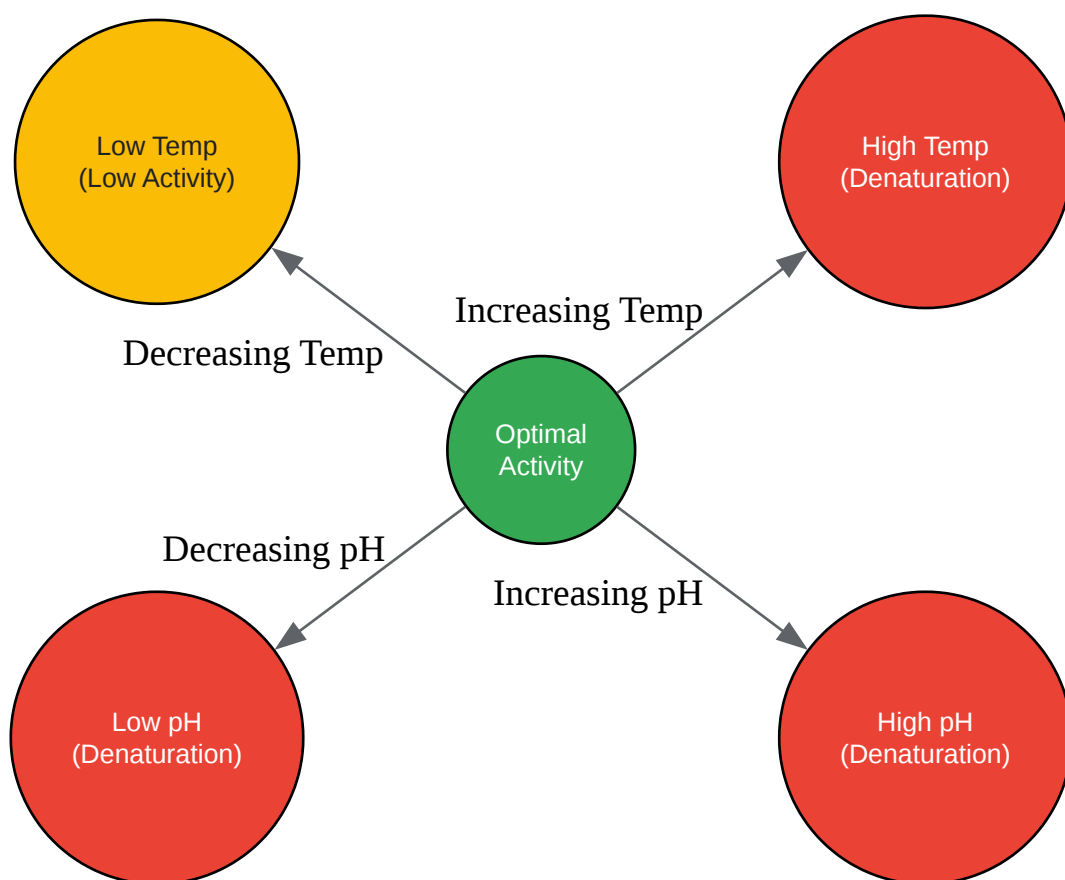 Low Temp
(Low Activity)
High Temp
(Denaturation)
Increasing Temp
Decreasing Temp
Optimal
Activity
Decreasing pH
Increasing pH
Low pH
(Denaturation)
High pH
(Denaturation)